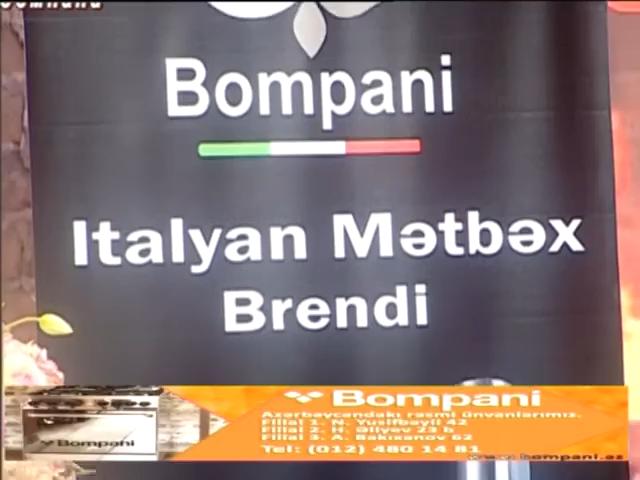 Bompani
Italyan Mətbəx
Brendi
Bompani
Azərbaycandakı rəsmi ünvanlarımız.
Filial 1. N. Yusifbəyli 42
Filial 2. H. Əliyev 23 b
Filial 3. A. Bakıxanov 62
Tel: (012) 480 14 81
www.bompani.az
Bompani